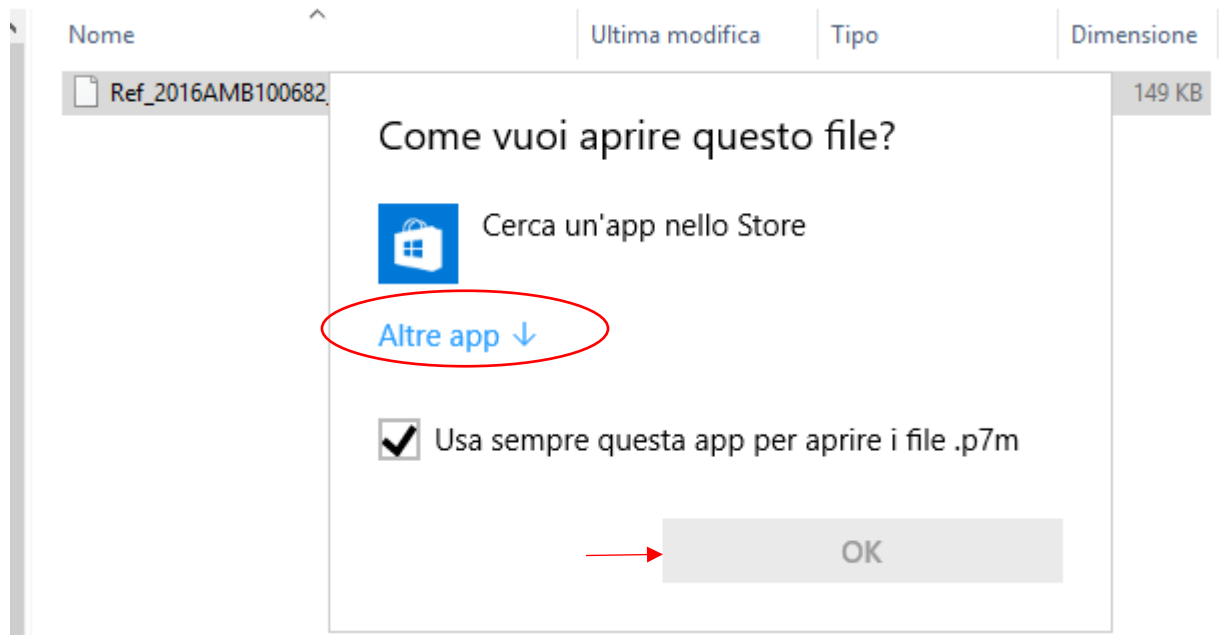 Nome Ultima modifica Tipo Dimensione
Ref_2016AMB100682_ 149 KB
Come vuoi aprire questo file?
Cerca un'app nello Store
Altre app ↓
Usa sempre questa app per aprire i file .p7m
OK